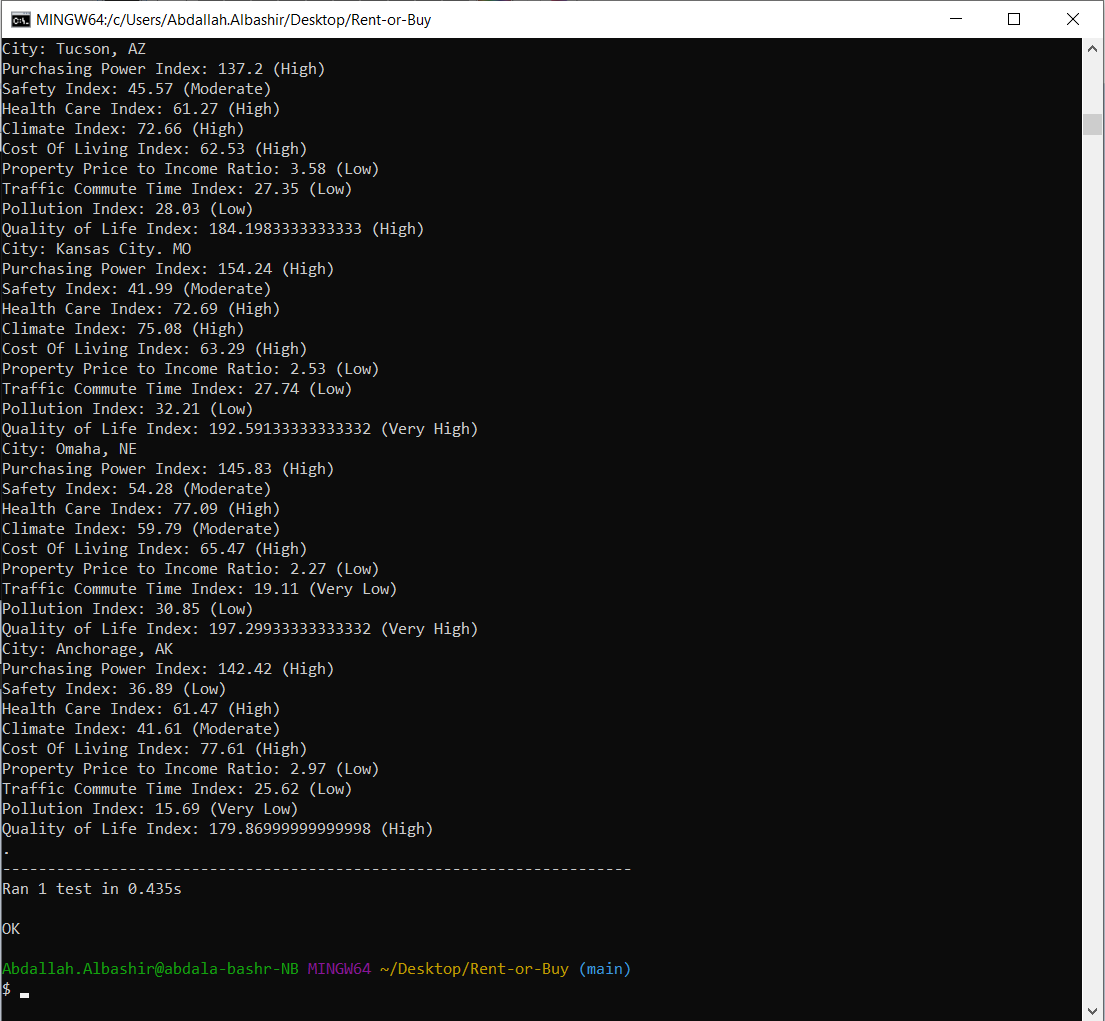 MINGW64:/c/Users/Abdallah.Albashir/Desktop/Rent-or-Buy
City: Tucson, AZ
Purchasing Power Index: 137.2 (High)
Safety Index: 45.57 (Moderate)
Health Care Index: 61.27 (High)
Climate Index: 72.66 (High)
Cost Of Living Index: 62.53 (High)
Property Price to Income Ratio: 3.58 (Low)
Traffic Commute Time Index: 27.35 (Low)
Pollution Index: 28.03 (Low)
Quality of Life Index: 184.1983333333333 (High)
City: Kansas City. MO
Purchasing Power Index: 154.24 (High)
Safety Index: 41.99 (Moderate)
Health Care Index: 72.69 (High)
Climate Index: 75.08 (High)
Cost Of Living Index: 63.29 (High)
Property Price to Income Ratio: 2.53 (Low)
Traffic Commute Time Index: 27.74 (Low)
Pollution Index: 32.21 (Low)
Quality of Life Index: 192.59133333333332 (Very High)
City: Omaha, NE
Purchasing Power Index: 145.83 (High)
Safety Index: 54.28 (Moderate)
Health Care Index: 77.09 (High)
Climate Index: 59.79 (Moderate)
Cost Of Living Index: 65.47 (High)
Property Price to Income Ratio: 2.27 (Low)
Traffic Commute Time Index: 19.11 (Very Low)
Pollution Index: 30.85 (Low)
Quality of Life Index: 197.29933333333332 (Very High)
City: Anchorage, AK
Purchasing Power Index: 142.42 (High)
Safety Index: 36.89 (Low)
Health Care Index: 61.47 (High)
Climate Index: 41.61 (Moderate)
Cost Of Living Index: 77.61 (High)
Property Price to Income Ratio: 2.97 (Low)
Traffic Commute Time Index: 25.62 (Low)
Pollution Index: 15.69 (Very Low)
Quality of Life Index: 179.86999999999998 (High)
.
----------------------------------------------------------------------
Ran 1 test in 0.435s
OK
Abdallah.Albashir@abdala-bashr-NB MINGW64 ~/Desktop/Rent-or-Buy (main)
$